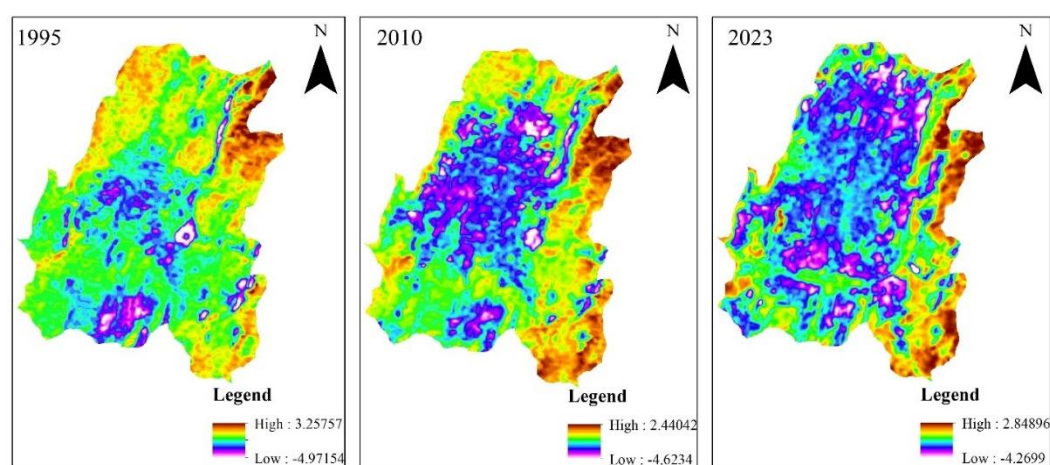 1995
N
Legend
High : 3.25757
Low : -4.97154
2010
N
Legend
High : 2.44042
Low : -4.6234
2023
N
Legend
High : 2.84896
Low : -4.2699